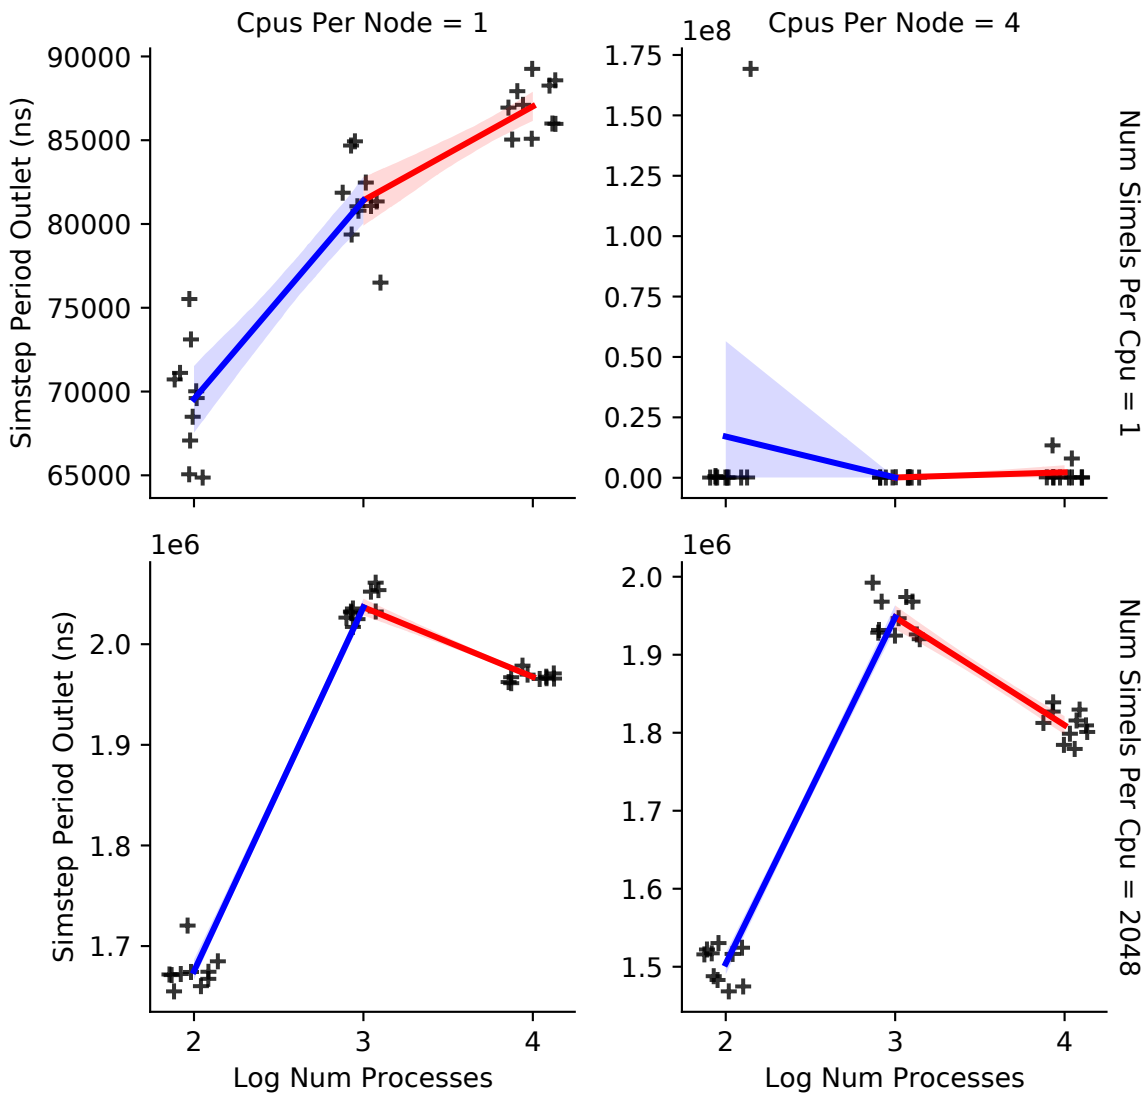 Cpus Per Node = 1
Cpus Per Node = 4
1e8
Simstep Period Outlet (ns)
90000
85000
80000
75000
70000
65000
1.75
1.50
1.25
1.00
0.75
0.50
0.25
0.00
Num Simels Per Cpu = 1
1e6
1e6
Simstep Period Outlet (ns)
2.0
1.9
1.8
1.7
2.0
1.9
1.8
1.7
1.6
1.5
Num Simels Per Cpu = 2048
2
3
4
2
3
4
Log Num Processes
Log Num Processes